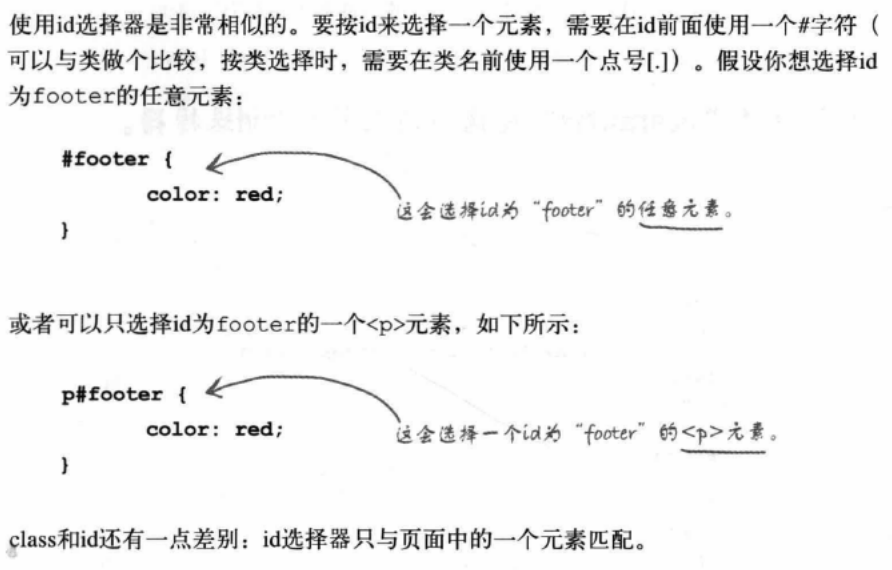 使用id选择器是非常相似的。要按id来选择一个元素，需要在id前面使用一个#字符（
可以与类做个比较，按类选择时，需要在类名前使用一个点号[.]）。假设你想选择id
为footer的任意元素：
#footer {
color: red;
这会选择id为“footer”的任意元素。
}
或者可以只选择id为footer的一个<p>元素，如下所示：
p#footer {
color: red;
这会选择一个id为“footer”的<p>元素。
}
class和id还有一点差别：id选择器只与页面中的一个元素匹配。